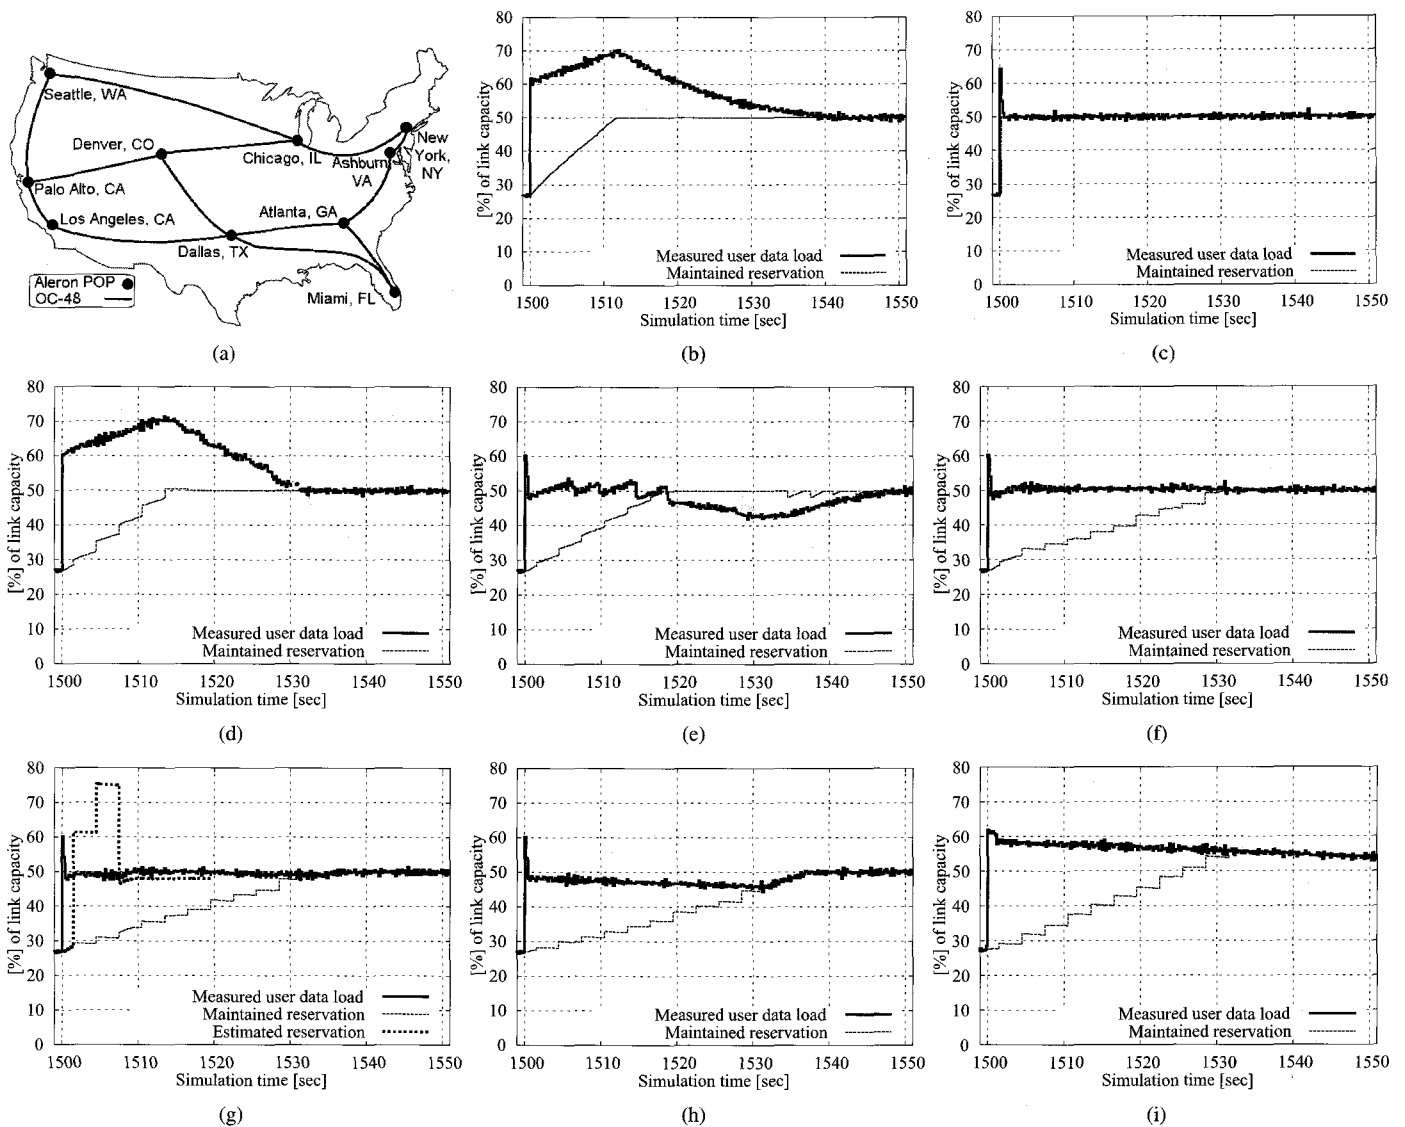 Seattle, WA
Denver, CO
Chicago, IL
Ashburn,
VA
New
York,
NY
Palo Alto, CA
Los Angeles, CA
Atlanta, GA
Dallas, TX
Miami, FL
Aleron POP
OC-48
(a)
[%] of link capacity
80
70
60
50
40
30
20
10
0
Measured user data load
Maintained reservation
1500 1510 1520 1530 1540 1550
Simulation time [sec]
(b)
[%] of link capacity
80
70
60
50
40
30
20
10
0
Measured user data load
Maintained reservation
1500 1510 1520 1530 1540 1550
Simulation time [sec]
(c)
[%] of link capacity
80
70
60
50
40
30
20
10
0
Measured user data load
Maintained reservation
1500 1510 1520 1530 1540 1550
Simulation time [sec]
(d)
[%] of link capacity
80
70
60
50
40
30
20
10
0
Measured user data load
Maintained reservation
1500 1510 1520 1530 1540 1550
Simulation time [sec]
(e)
[%] of link capacity
80
70
60
50
40
30
20
10
0
Measured user data load
Maintained reservation
1500 1510 1520 1530 1540 1550
Simulation time [sec]
(f)
[%] of link capacity
80
70
60
50
40
30
20
10
0
Measured user data load
Maintained reservation
Estimated reservation
1500 1510 1520 1530 1540 1550
Simulation time [sec]
(g)
[%] of link capacity
80
70
60
50
40
30
20
10
0
Measured user data load
Maintained reservation
1500 1510 1520 1530 1540 1550
Simulation time [sec]
(h)
[%] of link capacity
80
70
60
50
40
30
20
10
0
Measured user data load
Maintained reservation
1500 1510 1520 1530 1540 1550
Simulation time [sec]
(i)